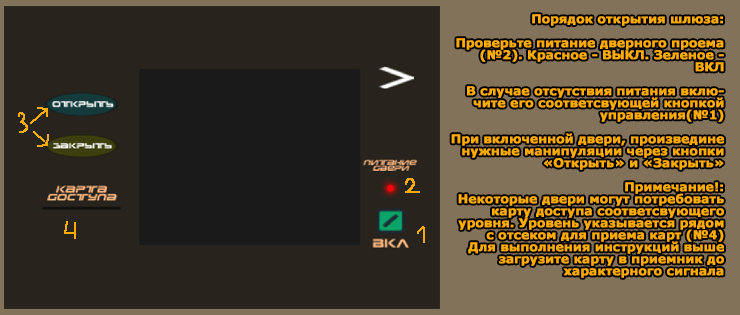 ОТКРЫТЬ
3
ЗАКРЫТЬ
КАРТА
ДОСТУПА
4
>
ПИТАНИЕ
ДВЕРИ
2
1
ВКЛ
Порядок открытия шлюза:
Проверьте питание дверного проема
(№2). Красное - ВЫКЛ. Зеленое -
ВКЛ
В случае отсутствия питания вклю-
чите его соответсвующей кнопкой
управления(№1)
При включенной двери, произведине
нужные манипуляции через кнопки
«Открыть» и «Закрыть»
Примечание!:
Некоторые двери могут потребовать
карту доступа соответсвующего
уровня. Уровень указывается рядом
с отсеком для приема карт (№4)
Для выполнения инструкций выше
загрузите карту в приемник до
характерного сигнала